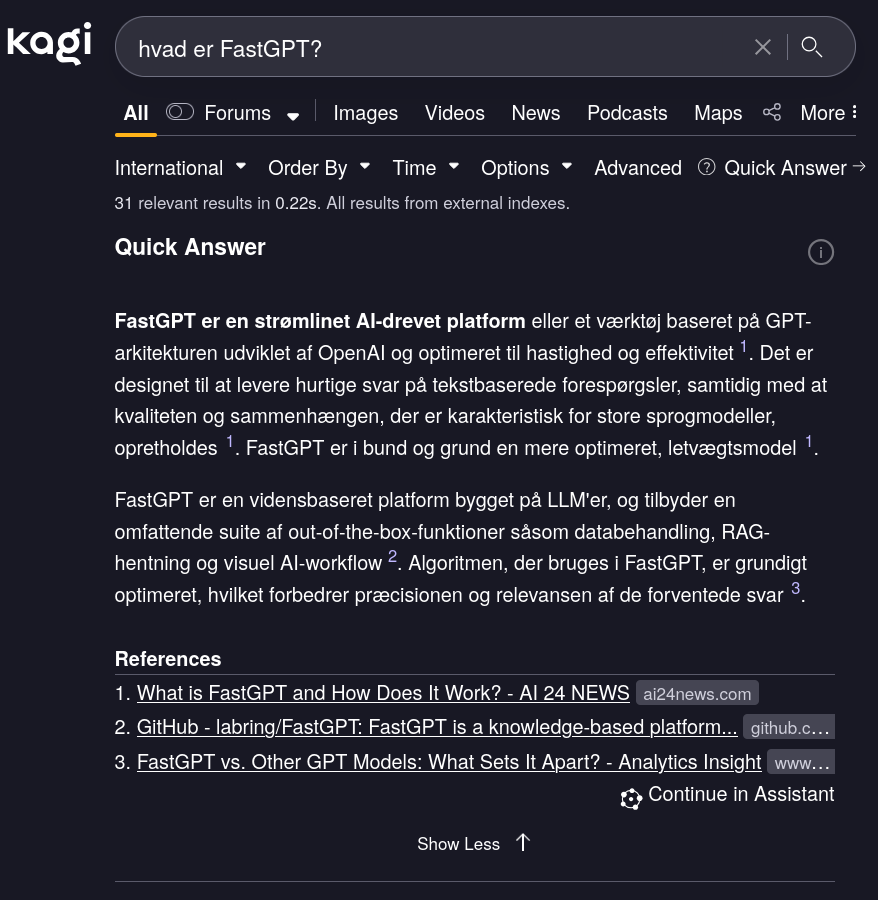 kagi
hvad er FastGPT?
All Forums Images Videos News Podcasts Maps More
International Order By Time Options Advanced Quick Answer
31 relevant results in 0.22s. All results from external indexes.
Quick Answer
FastGPT er en strømlinet AI-drevet platform eller et værktøj baseret på GPT-
arkitekturen udviklet af OpenAI og optimeret til hastighed og effektivitet 1. Det er
designet til at levere hurtige svar på tekstbaserede forespørgsler, samtidig med at
kvaliteten og sammenhængen, der er karakteristisk for store sprogmodeller,
opretholdes 1. FastGPT er i bund og grund en mere optimeret, letvægtsmodel 1.
FastGPT er en vidensbaseret platform bygget på LLM'er, og tilbyder en
omfattende suite af out-of-the-box-funktioner såsom databehandling, RAG-
hentning og visuel AI-workflow 2. Algoritmen, der bruges i FastGPT, er grundigt
optimeret, hvilket forbedrer præcisionen og relevansen af de forventede svar 3.
References
1. What is FastGPT and How Does It Work? - AI 24 NEWS ai24news.com
2. GitHub - labring/FastGPT: FastGPT is a knowledge-based platform... github.c...
3. FastGPT vs. Other GPT Models: What Sets It Apart? - Analytics Insight www...
Continue in Assistant
Show Less